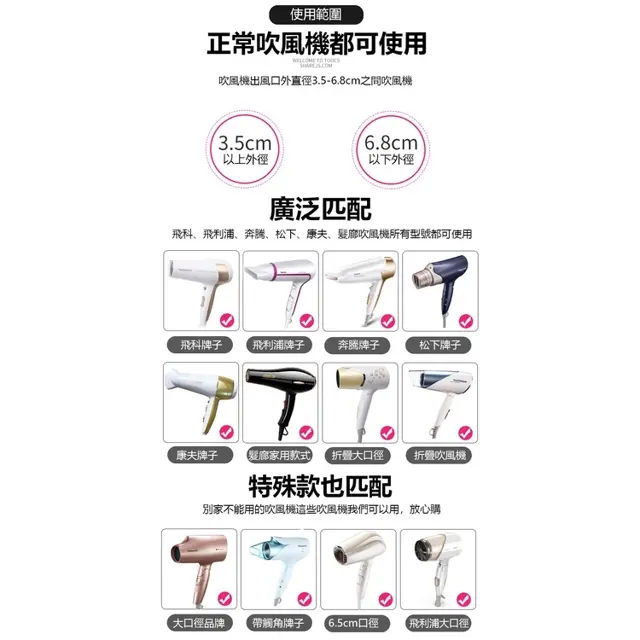 使用範圍
正常吹風機都可使用
WELCOME TO TOOCS
SHAREJS.COM
吹風機出風口外直徑3.5-6.8cm之間吹風機
3.5cm
以上外徑
6.8cm
以下外徑
廣泛匹配
飛科、飛利浦、奔騰、松下、康夫、髮廊吹風機所有型號都可使用
飛科牌子
飛利浦牌子
奔騰牌子
松下牌子
康夫牌子
髮廊家用款式
折疊大口徑
折疊吹風機
特殊款也匹配
別家不能用的吹風機這些吹風機我們可以用，放心購
大口徑品牌
帶觸角牌子
6.5cm口徑
飛利浦大口徑